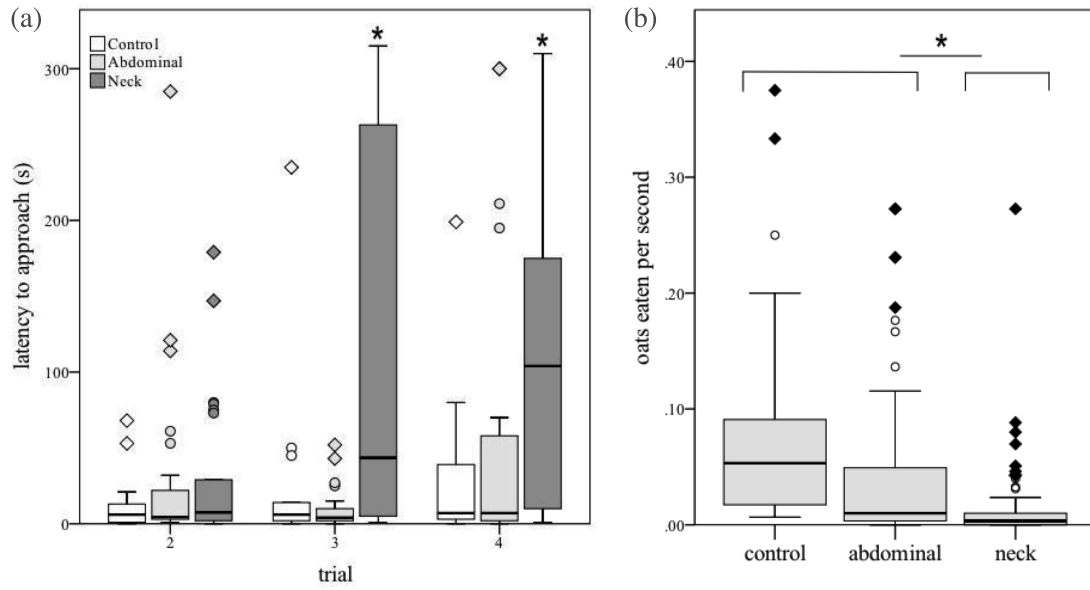 (a)
Control
Abdominal
Neck
* *
300
200
100
0
latency to approach (s)
2 3 4
trial
(b)
*
.40
.30
.20
.10
.00
oats eaten per second
control abdominal neck